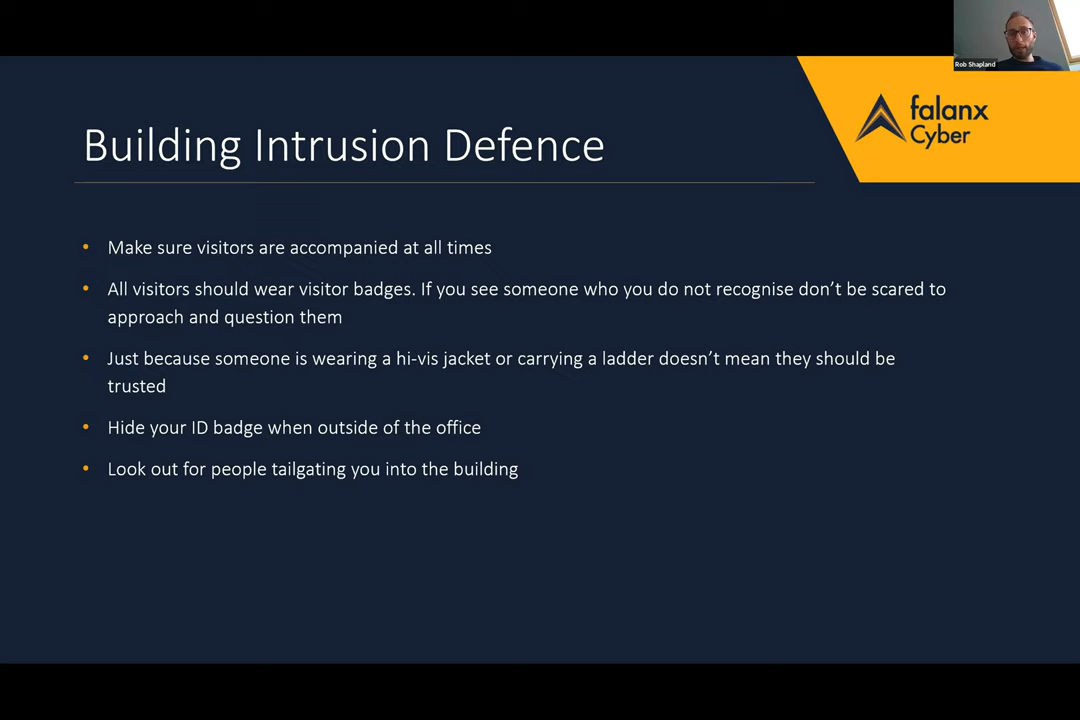 Rob Shapland
falanx
Cyber
Building Intrusion Defence
• Make sure visitors are accompanied at all times
• All visitors should wear visitor badges. If you see someone who you do not recognise don’t be scared to
approach and question them
• Just because someone is wearing a hi-vis jacket or carrying a ladder doesn’t mean they should be
trusted
• Hide your ID badge when outside of the office
• Look out for people tailgating you into the building